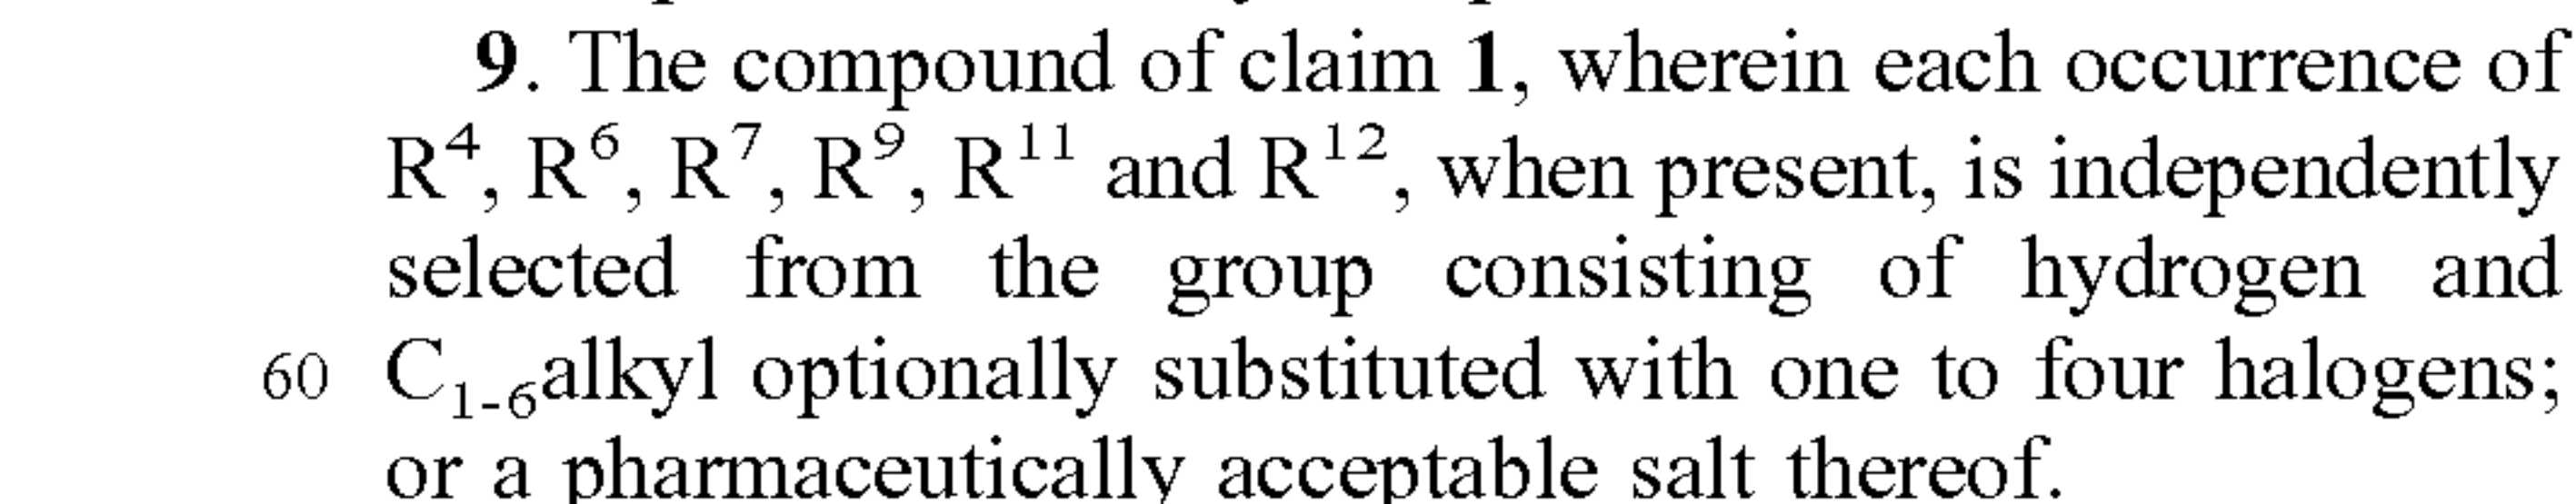 9. The compound of claim 1, wherein each occurrence of
R⁴, R⁶, R⁷, R⁹, R¹¹ and R¹², when present, is independently
selected from the group consisting of hydrogen and
60 C₁₋₆alkyl optionally substituted with one to four halogens;
or a pharmaceutically acceptable salt thereof.